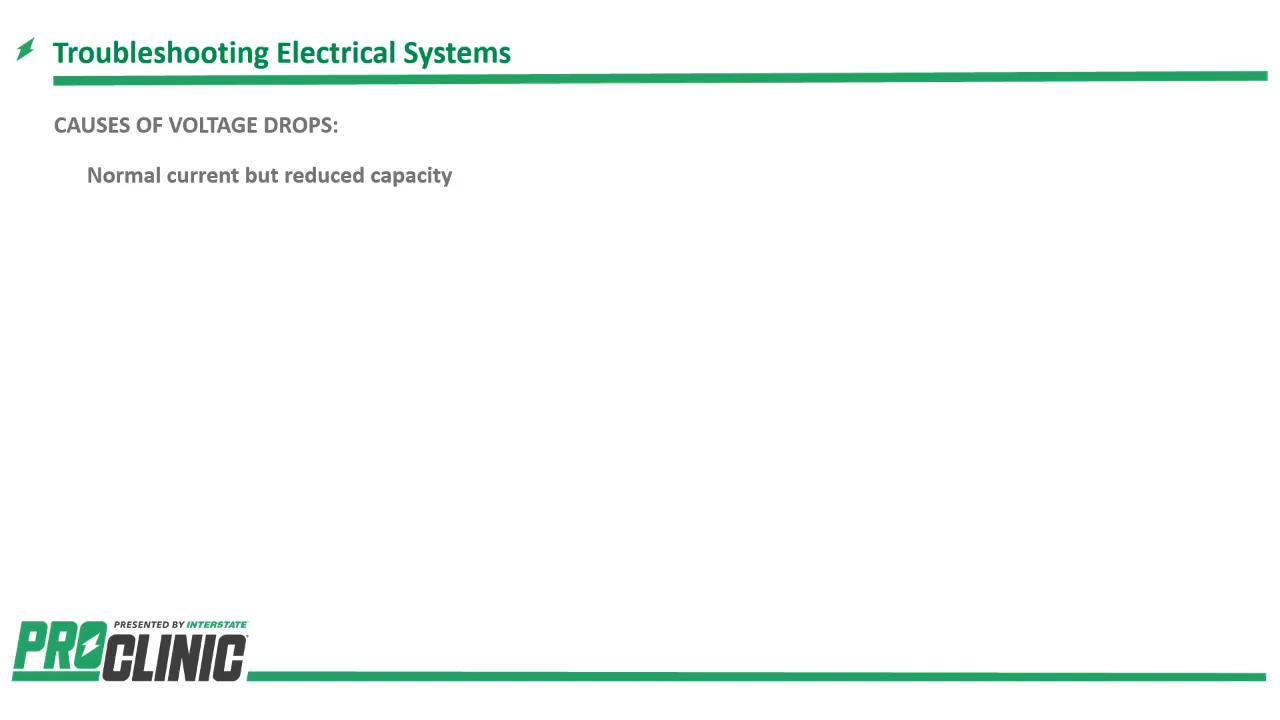 Troubleshooting Electrical Systems
CAUSES OF VOLTAGE DROPS:
Normal current but reduced capacity
PRESENTED BY INTERSTATE
PROCLINIC